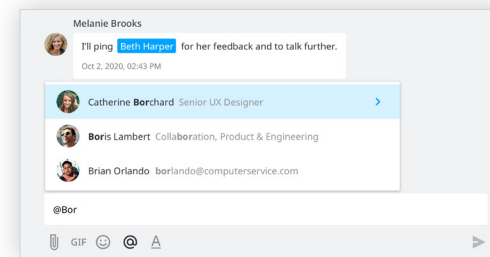 Melanie Brooks
I'll ping Beth Harper for her feedback and to talk further.
Oct 2, 2020, 02:43 PM
Catherine Borchard Senior UX Designer
Boris Lambert Collaboration, Product & Engineering
Brian Orlando borlando@computerservice.com
@Bor
GIF @ A